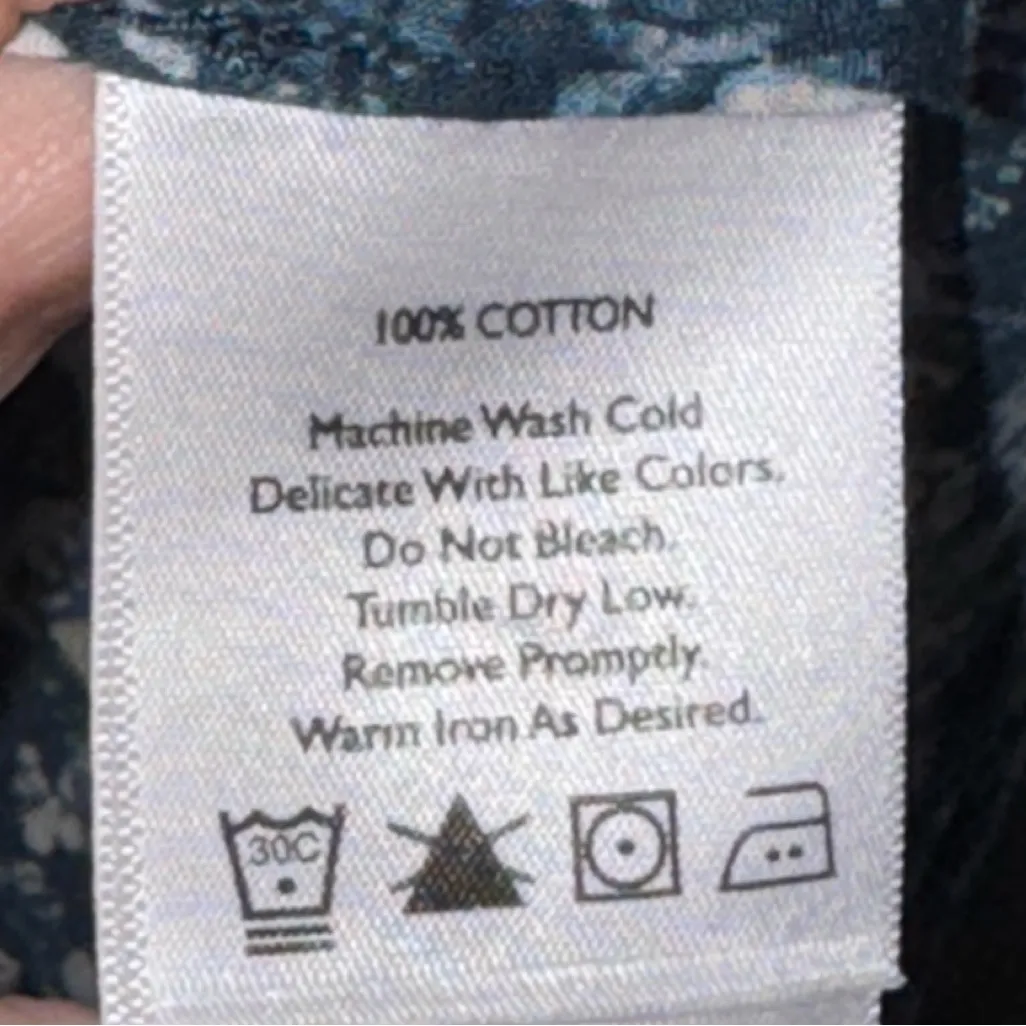 100% COTTON
Machine Wash Cold
Delicate With Like Colors.
Do Not Bleach.
Tumble Dry Low.
Remove Promptly.
Warm Iron As Desired.
30C